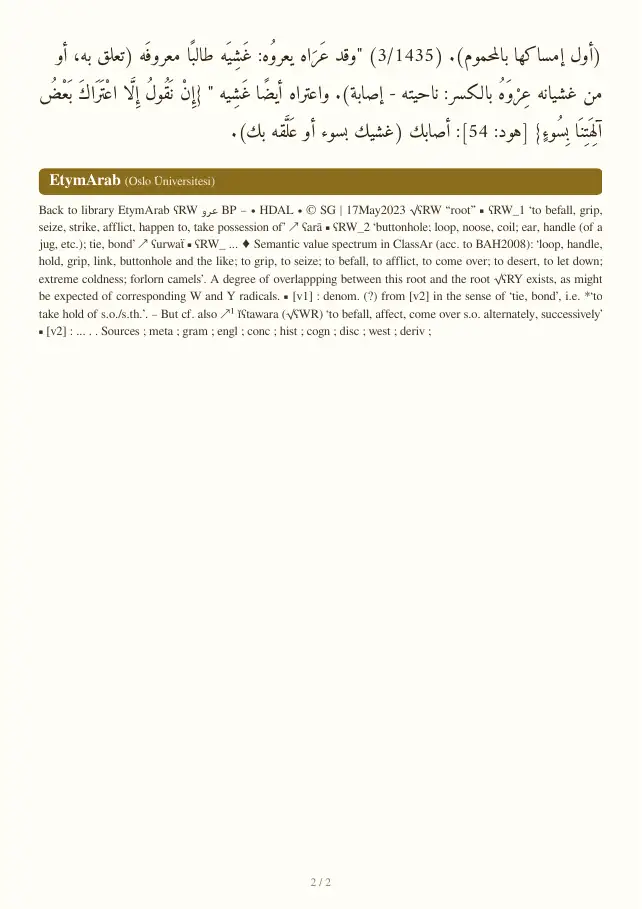 (أول إمساكها بالمحموم). (3/1435) "وقد عَرَاه يعروُه: غَشِيَه طالبًا معروفَه (تعلق به، أو
من غشيانه عِرْوَهُ بالكسر: ناحيته - إصابة). واعتراه أيضًا غَشِيه " {إِنْ نَقُولُ إِلَّا اعْتَرَاكَ بَعْضُ
آلِهَتِنَا بِسُوءٍ} [هود: 54]: أصابك (غشيك بسوء أو عَلَّقه بك).
EtymArab (Oslo Üniversitesi)
Back to library EtymArab ʕRW عرو BP – • HDAL • © SG | 17May2023 √ʕRW “root” ▪ ʕRW_1 ‘to befall, grip,
seize, strike, afflict, happen to, take possession of’ ↗ ʕarā ▪ ʕRW_2 ‘buttonhole; loop, noose, coil; ear, handle (of a
jug, etc.); tie, bond’ ↗ ʕurwaẗ ▪ ʕRW_ ... ♦ Semantic value spectrum in ClassAr (acc. to BAH2008): ‘loop, handle,
hold, grip, link, buttonhole and the like; to grip, to seize; to befall, to afflict, to come over; to desert, to let down;
extreme coldness; forlorn camels’. A degree of overlappping between this root and the root √ʕRY exists, as might
be expected of corresponding W and Y radicals. ▪ [v1] : denom. (?) from [v2] in the sense of ‘tie, bond’, i.e. *‘to
take hold of s.o./s.th.’. – But cf. also ↗¹ ĭʕtawara (√ʕWR) ‘to befall, affect, come over s.o. alternately, successively’
▪ [v2] : ... . . Sources ; meta ; gram ; engl ; conc ; hist ; cogn ; disc ; west ; deriv ;
2 / 2